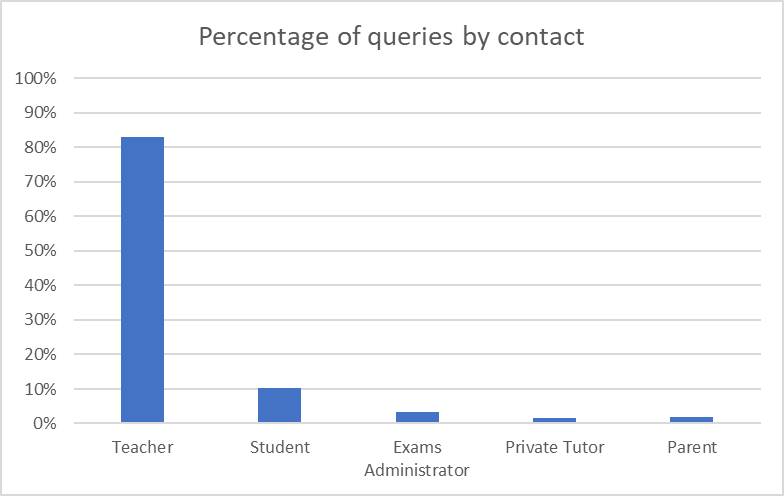 Percentage of queries by contact
100%
90%
80%
70%
60%
50%
40%
30%
20%
10%
0%
Teacher
Student
Exams
Administrator
Private Tutor
Parent